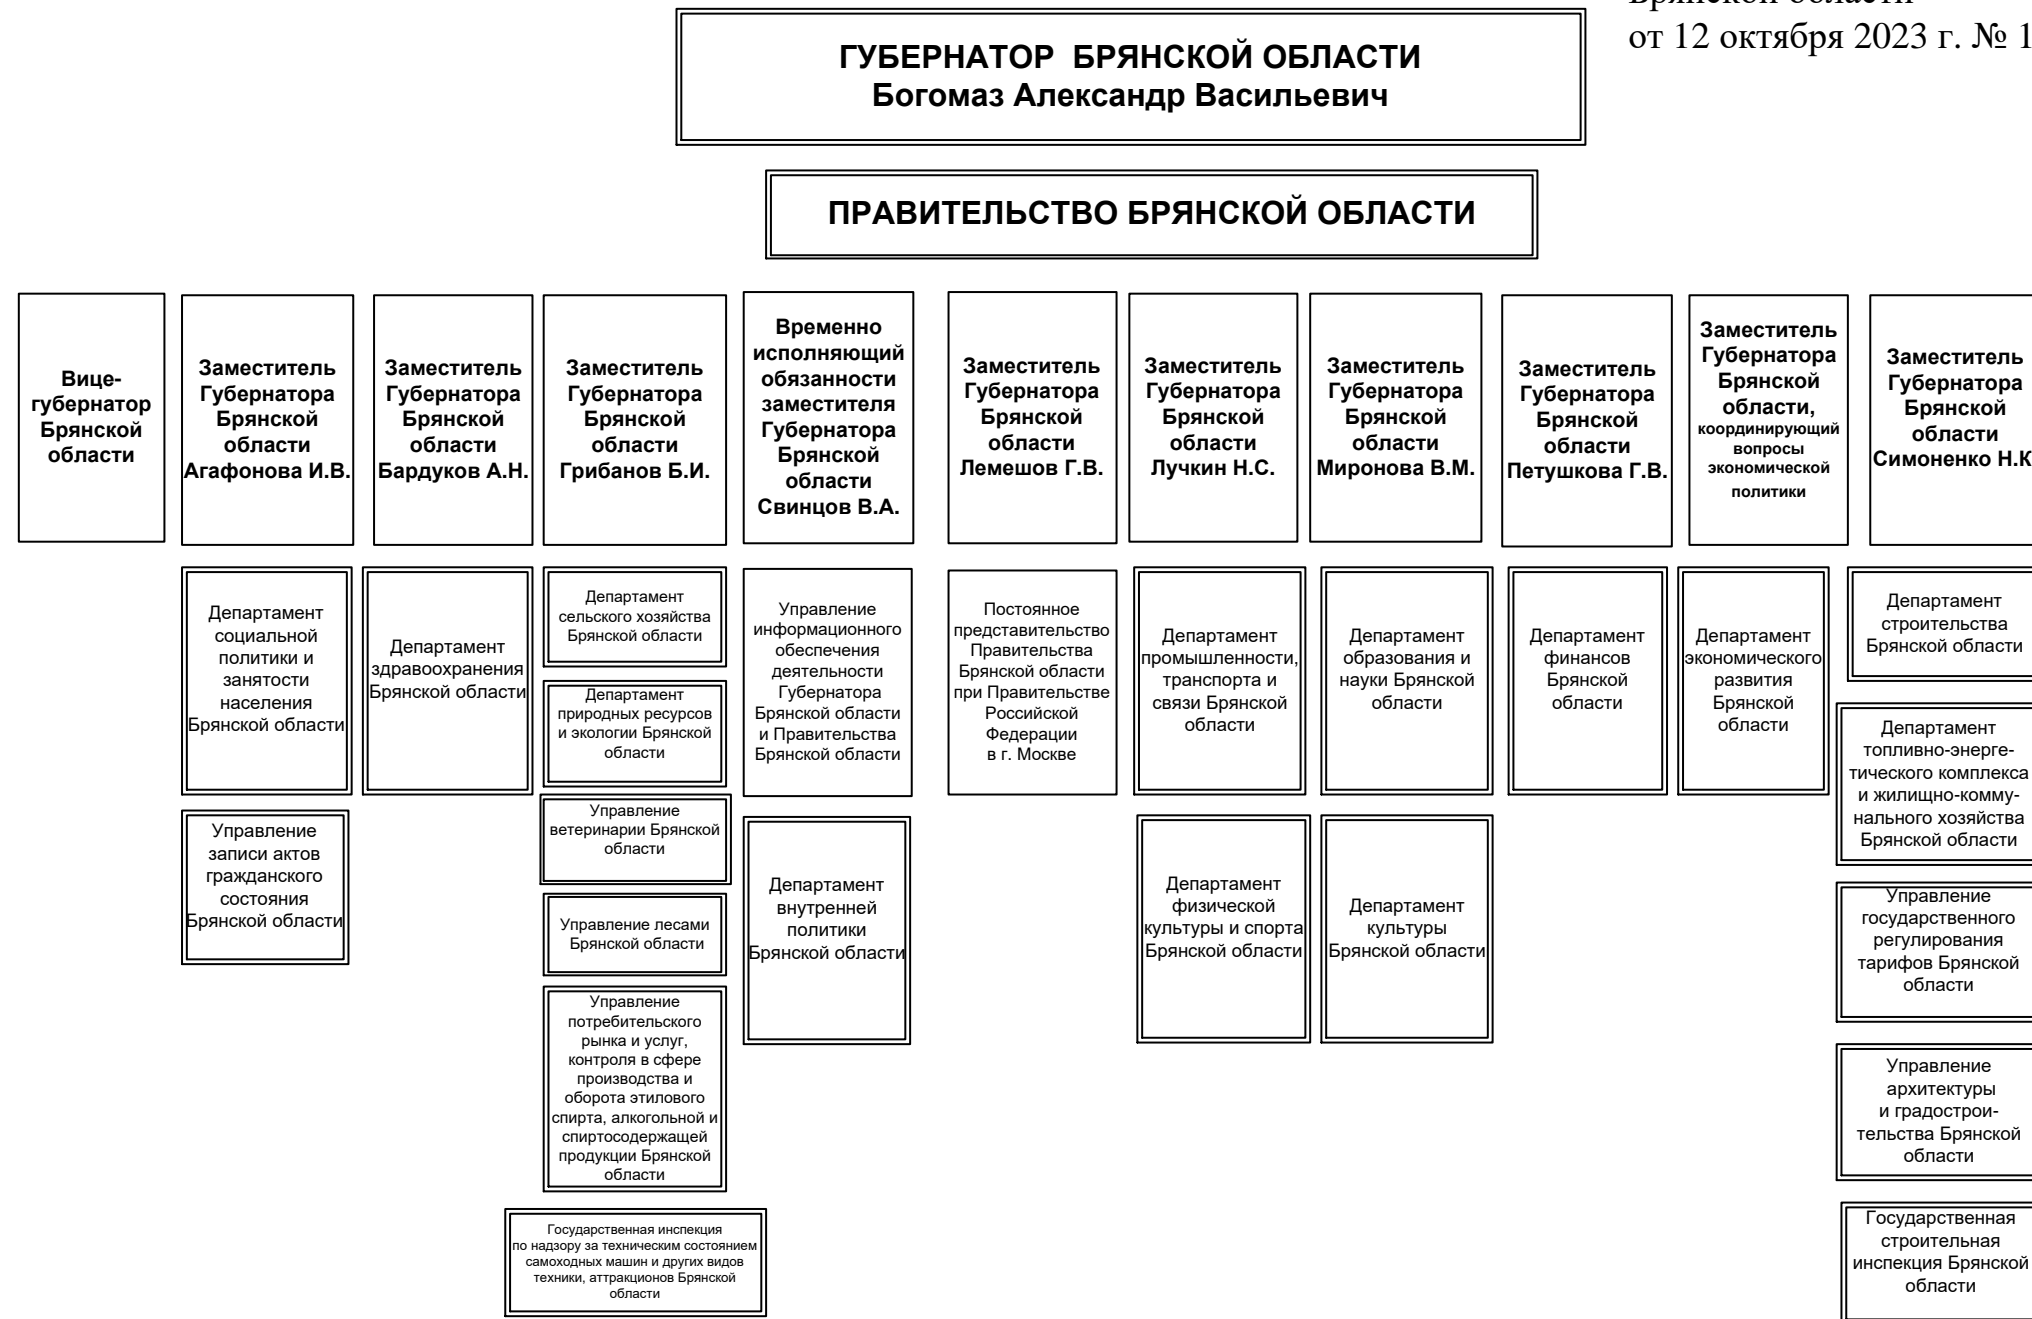 Брянской области
от 12 октября 2023 г. № 1
ГУБЕРНАТОР БРЯНСКОЙ ОБЛАСТИ
Богомаз Александр Васильевич
ПРАВИТЕЛЬСТВО БРЯНСКОЙ ОБЛАСТИ
Вице-
губернатор
Брянской
области
Заместитель
Губернатора
Брянской
области
Агафонова И.В.
Заместитель
Губернатора
Брянской
области
Бардуков А.Н.
Заместитель
Губернатора
Брянской
области
Грибанов Б.И.
Временно
исполняющий
обязанности
заместителя
Губернатора
Брянской
области
Свинцов В.А.
Заместитель
Губернатора
Брянской
области
Лемешов Г.В.
Заместитель
Губернатора
Брянской
области
Лучкин Н.С.
Заместитель
Губернатора
Брянской
области
Миронова В.М.
Заместитель
Губернатора
Брянской
области
Петушкова Г.В.
Заместитель
Губернатора
Брянской
области,
координирующий
вопросы
экономической
политики
Заместитель
Губернатора
Брянской
области
Симоненко Н.К
Департамент
социальной
политики и
занятости
населения
Брянской области
Управление
записи актов
гражданского
состояния
Брянской области
Департамент
здравоохранения
Брянской области
Департамент
сельского хозяйства
Брянской области
Департамент
природных ресурсов
и экологии Брянской
области
Управление
ветеринарии Брянской
области
Управление лесами
Брянской области
Управление
потребительского
рынка и услуг,
контроля в сфере
производства и
оборота этилового
спирта, алкогольной и
спиртосодержащей
продукции Брянской
области
Государственная инспекция
по надзору за техническим состоянием
самоходных машин и других видов
техники, аттракционов Брянской
области
Управление
информационного
обеспечения
деятельности
Губернатора
Брянской области
и Правительства
Брянской области
Департамент
внутренней
политики
Брянской области
Постоянное
представительство
Правительства
Брянской области
при Правительстве
Российской
Федерации
в г. Москве
Департамент
промышленности,
транспорта и
связи Брянской
области
Департамент
физической
культуры и спорта
Брянской области
Департамент
образования и
науки Брянской
области
Департамент
культуры
Брянской области
Департамент
финансов
Брянской
области
Департамент
экономического
развития
Брянской
области
Департамент
строительства
Брянской области
Департамент
топливно-энерге-
тического комплекса
и жилищно-комму-
нального хозяйства
Брянской области
Управление
государственного
регулирования
тарифов Брянской
области
Управление
архитектуры
и градострои-
тельства Брянской
области
Государственная
строительная
инспекция Брянской
области